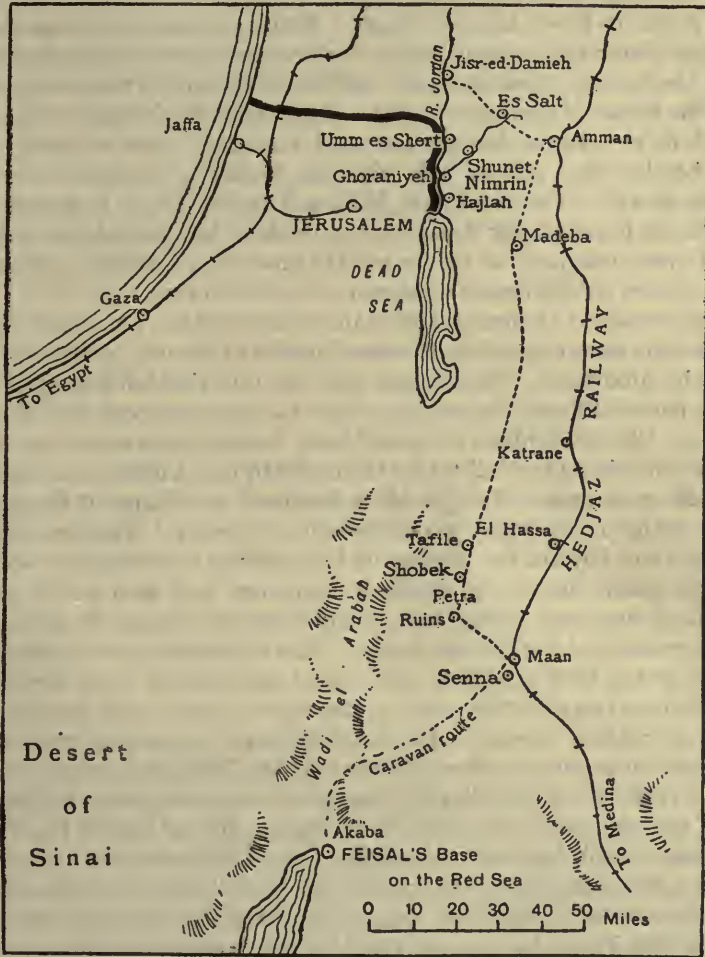 R. Jordan
Jisr-ed-Damieh
Es Salt
Jaffa
Umm es Shert
Amman
Ghoraniyeh
Shunet
Nimrin
Hajlah
JERUSALEM
Madeba
DEAD
SEA
Gaza
To Egypt
HEDJAZ RAILWAY
Katrane
Tafile
El Hassa
Shobek
Petra
Ruins
Wadi el Arabah
Maan
Senna
Caravan route
Desert
of
Sinai
To Medina
Akaba
FEISAL'S Base
on the Red Sea
0 10 20 30 40 50 Miles